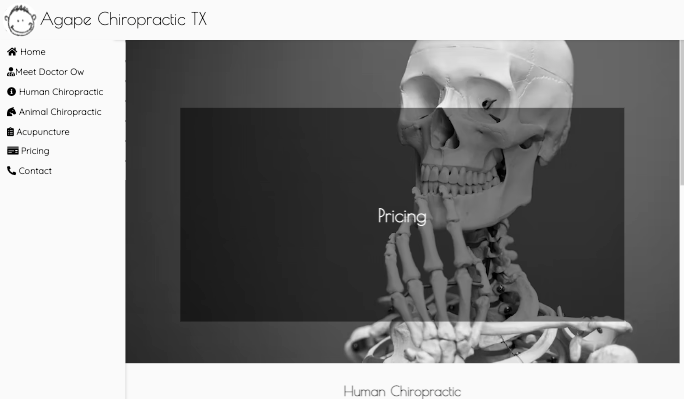 Agape Chiropractic TX
Home
Meet Doctor Ow
Human Chiropractic
Animal Chiropractic
Acupuncture
Pricing
Contact
Pricing
Human Chiropractic